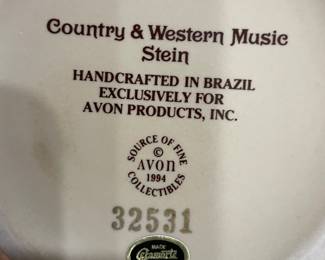 Country & Western Music
Stein
HANDCRAFTED IN BRAZIL
EXCLUSIVELY FOR
AVON PRODUCTS, INC.
SOURCE OF FINE
©
AVON
1994
COLLECTIBLES
32531
MADE